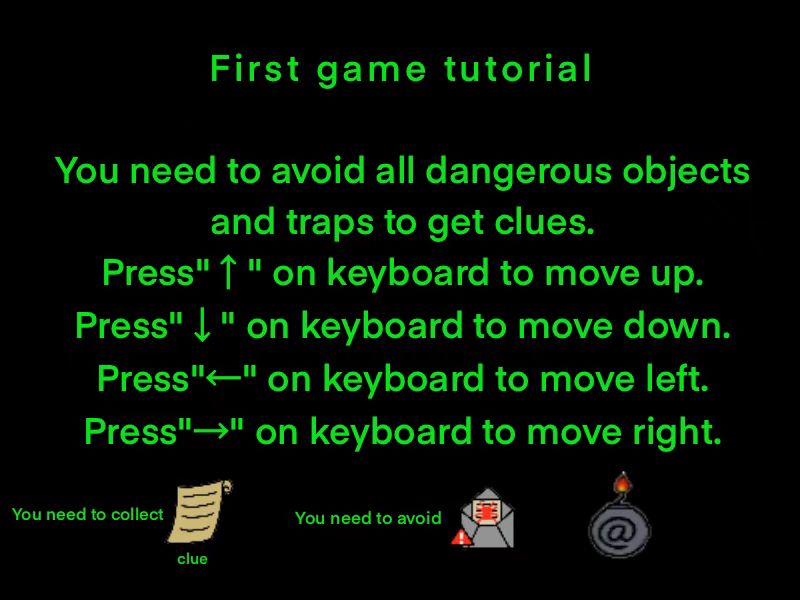 First game tutorial
You need to avoid all dangerous objects
and traps to get clues.
Press"↑" on keyboard to move up.
Press"↓" on keyboard to move down.
Press"←" on keyboard to move left.
Press"→" on keyboard to move right.
You need to collect
clue
You need to avoid
@